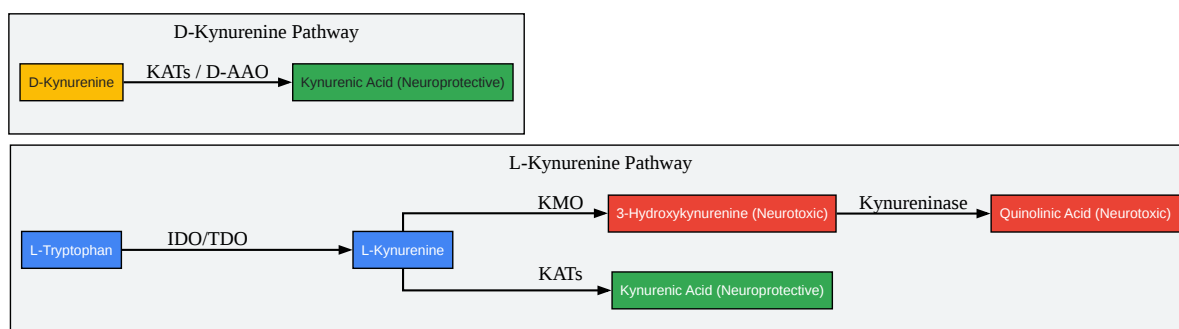 D-Kynurenine Pathway
D-Kynurenine
KATs / D-AAO
Kynurenic Acid (Neuroprotective)
L-Kynurenine Pathway
L-Tryptophan
IDO/TDO
L-Kynurenine
KMO
3-Hydroxykynurenine (Neurotoxic)
Kynureninase
Quinolinic Acid (Neurotoxic)
KATs
Kynurenic Acid (Neuroprotective)